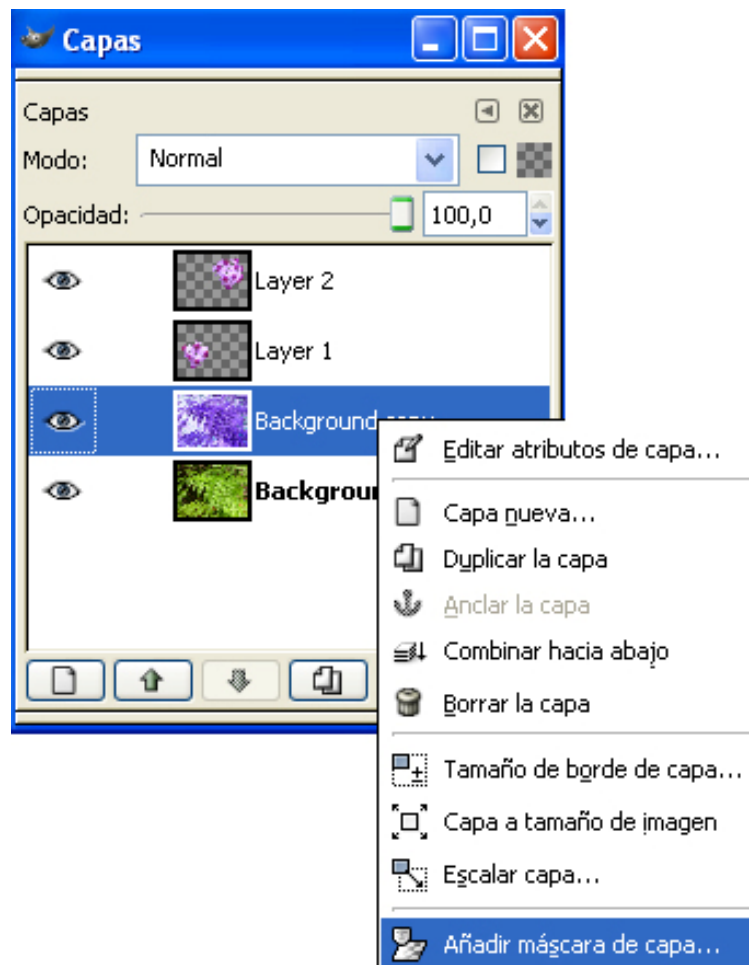 Capas
Capas
Modo: Normal
Opacidad: 100,0
Layer 2
Layer 1
Background
Editar atributos de capa...
Capa nueva...
Duplicar la capa
Anclar la capa
Combinar hacia abajo
Borrar la capa
Tamaño de borde de capa...
Capa a tamaño de imagen
Escalar capa...
Añadir máscara de capa...